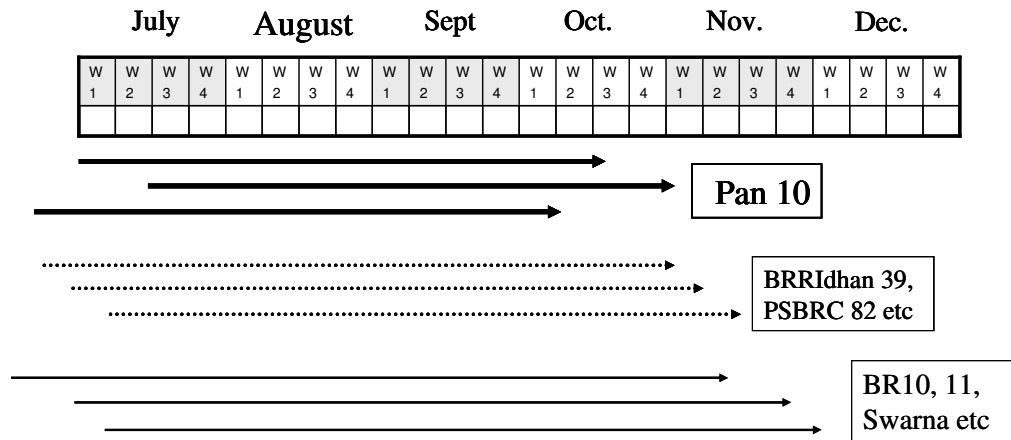 July August Sept Oct. Nov. Dec.
W W W W W W W W W W W W W W W W W W W W W W W W
1 2 3 4 1 2 3 4 1 2 3 4 1 2 3 4 1 2 3 4 1 2 3 4
Pan 10
BRRIdhan 39,
PSBRC 82 etc
BR10, 11,
Swarna etc